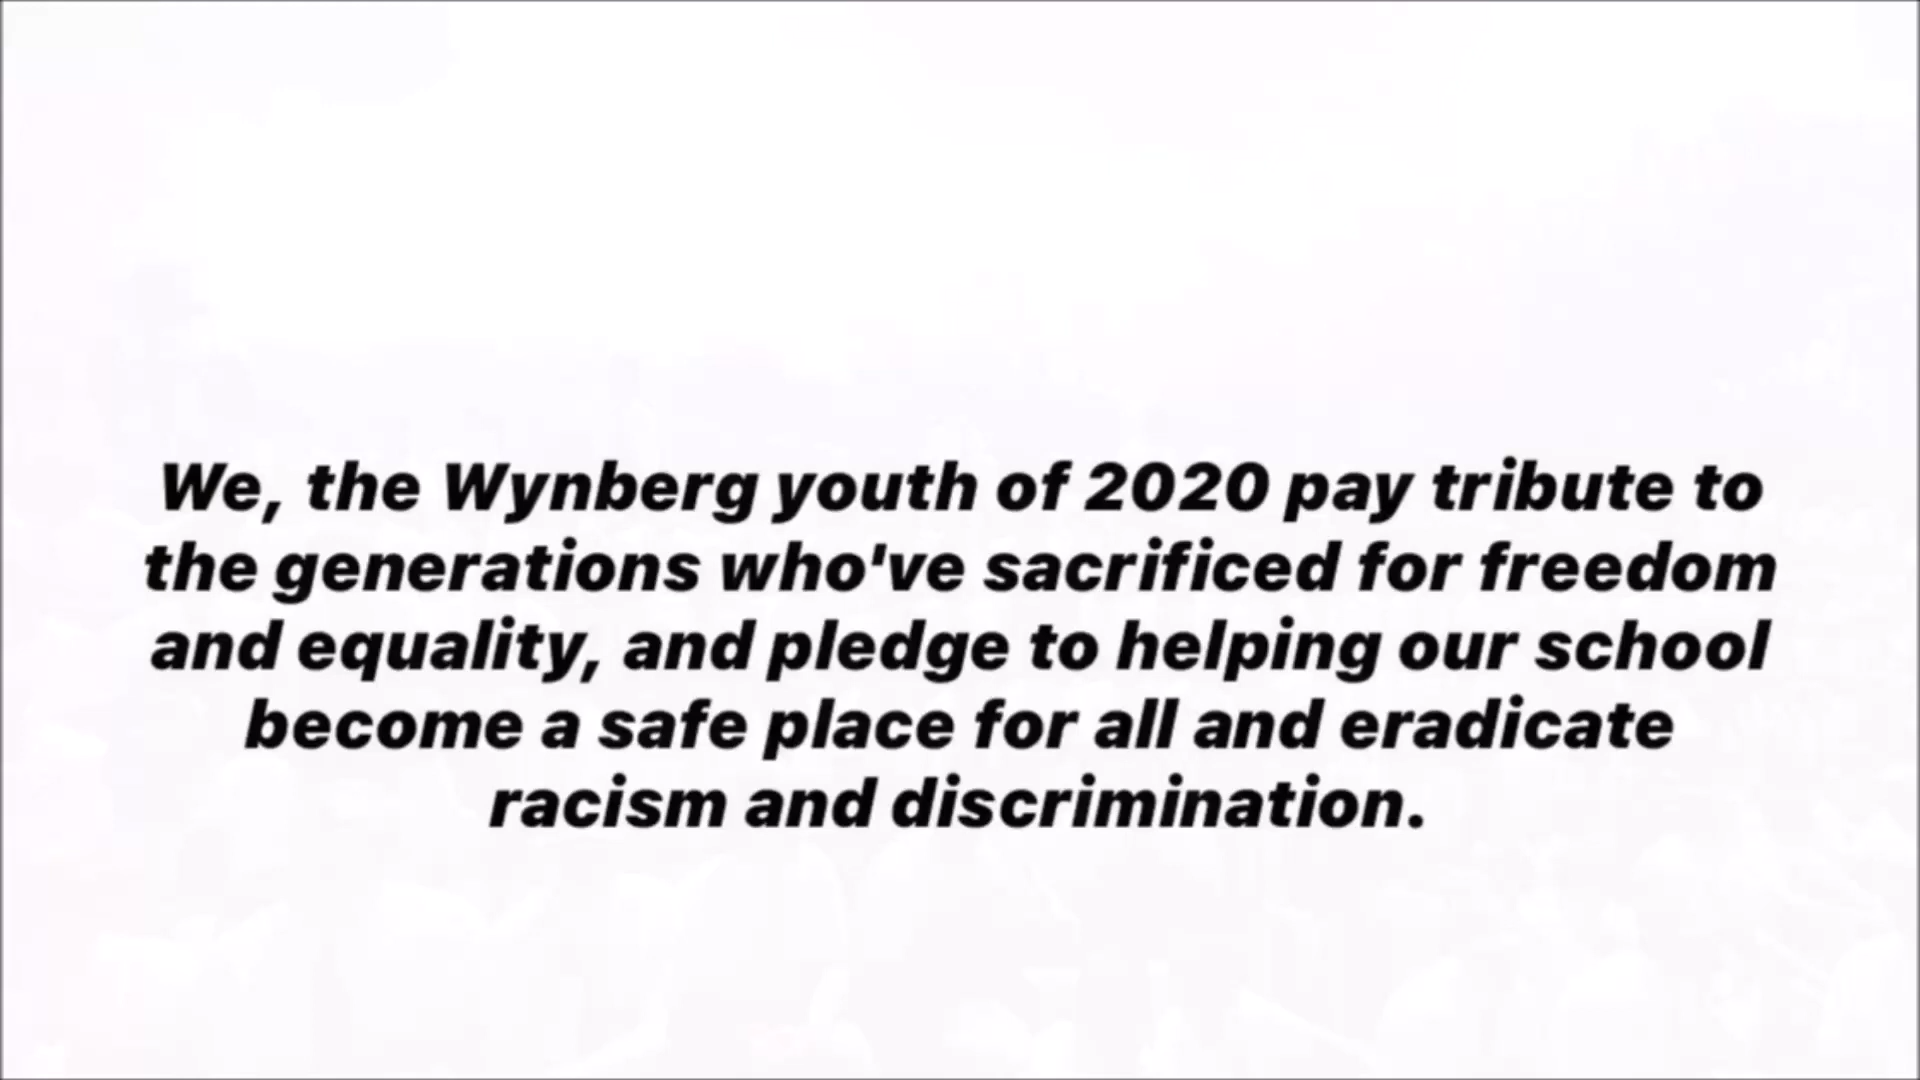 We, the Wynberg youth of 2020 pay tribute to
the generations who've sacrificed for freedom
and equality, and pledge to helping our school
become a safe place for all and eradicate
racism and discrimination.